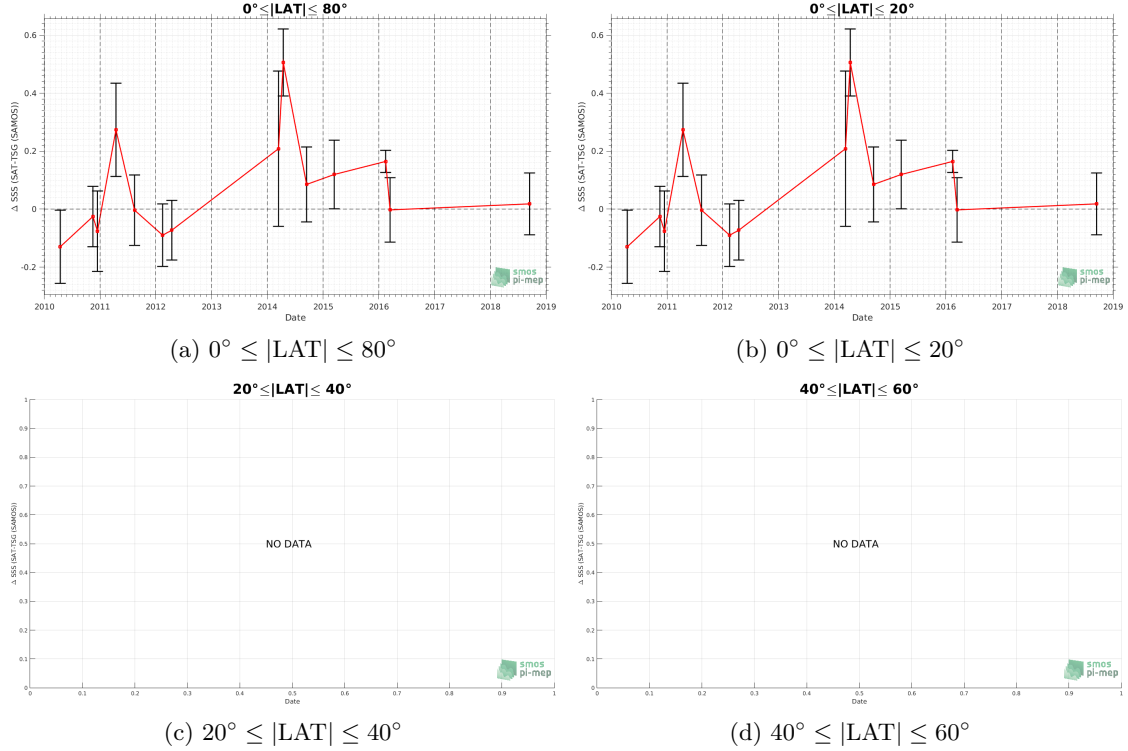 0°≤|LAT|≤ 80°
Δ SSS (SAT-TSG (SAMOS))
0.6
0.4
0.2
0
-0.2
2010 2011 2012 2013 2014 2015 2016 2017 2018 2019
Date
smos
pi-mep
(a) 0° ≤ |LAT| ≤ 80°
0°≤|LAT|≤ 20°
Δ SSS (SAT-TSG (SAMOS))
0.6
0.4
0.2
0
-0.2
2010 2011 2012 2013 2014 2015 2016 2017 2018 2019
Date
smos
pi-mep
(b) 0° ≤ |LAT| ≤ 20°
20°≤|LAT|≤ 40°
Δ SSS (SAT-TSG (SAMOS))
1
0.9
0.8
0.7
0.6
0.5
0.4
0.3
0.2
0.1
0
NO DATA
0 0.1 0.2 0.3 0.4 0.5 0.6 0.7 0.8 0.9 1
Date
smos
pi-mep
(c) 20° ≤ |LAT| ≤ 40°
40°≤|LAT|≤ 60°
Δ SSS (SAT-TSG (SAMOS))
1
0.9
0.8
0.7
0.6
0.5
0.4
0.3
0.2
0.1
0
NO DATA
0 0.1 0.2 0.3 0.4 0.5 0.6 0.7 0.8 0.9 1
Date
smos
pi-mep
(d) 40° ≤ |LAT| ≤ 60°